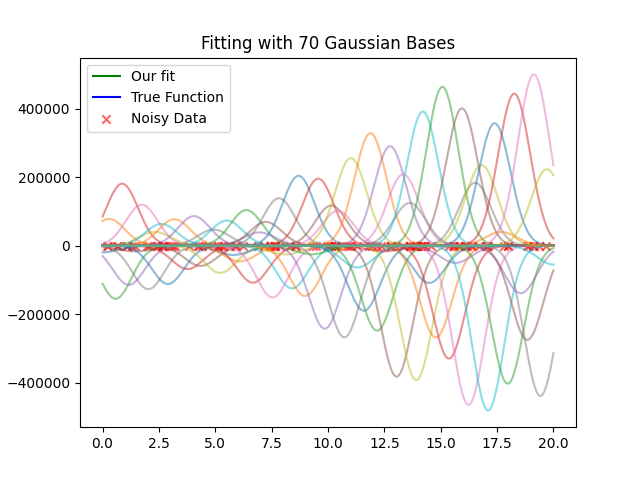 Fitting with 70 Gaussian Bases
Our fit
True Function
Noisy Data
400000
200000
0
−200000
−400000
0.0 2.5 5.0 7.5 10.0 12.5 15.0 17.5 20.0